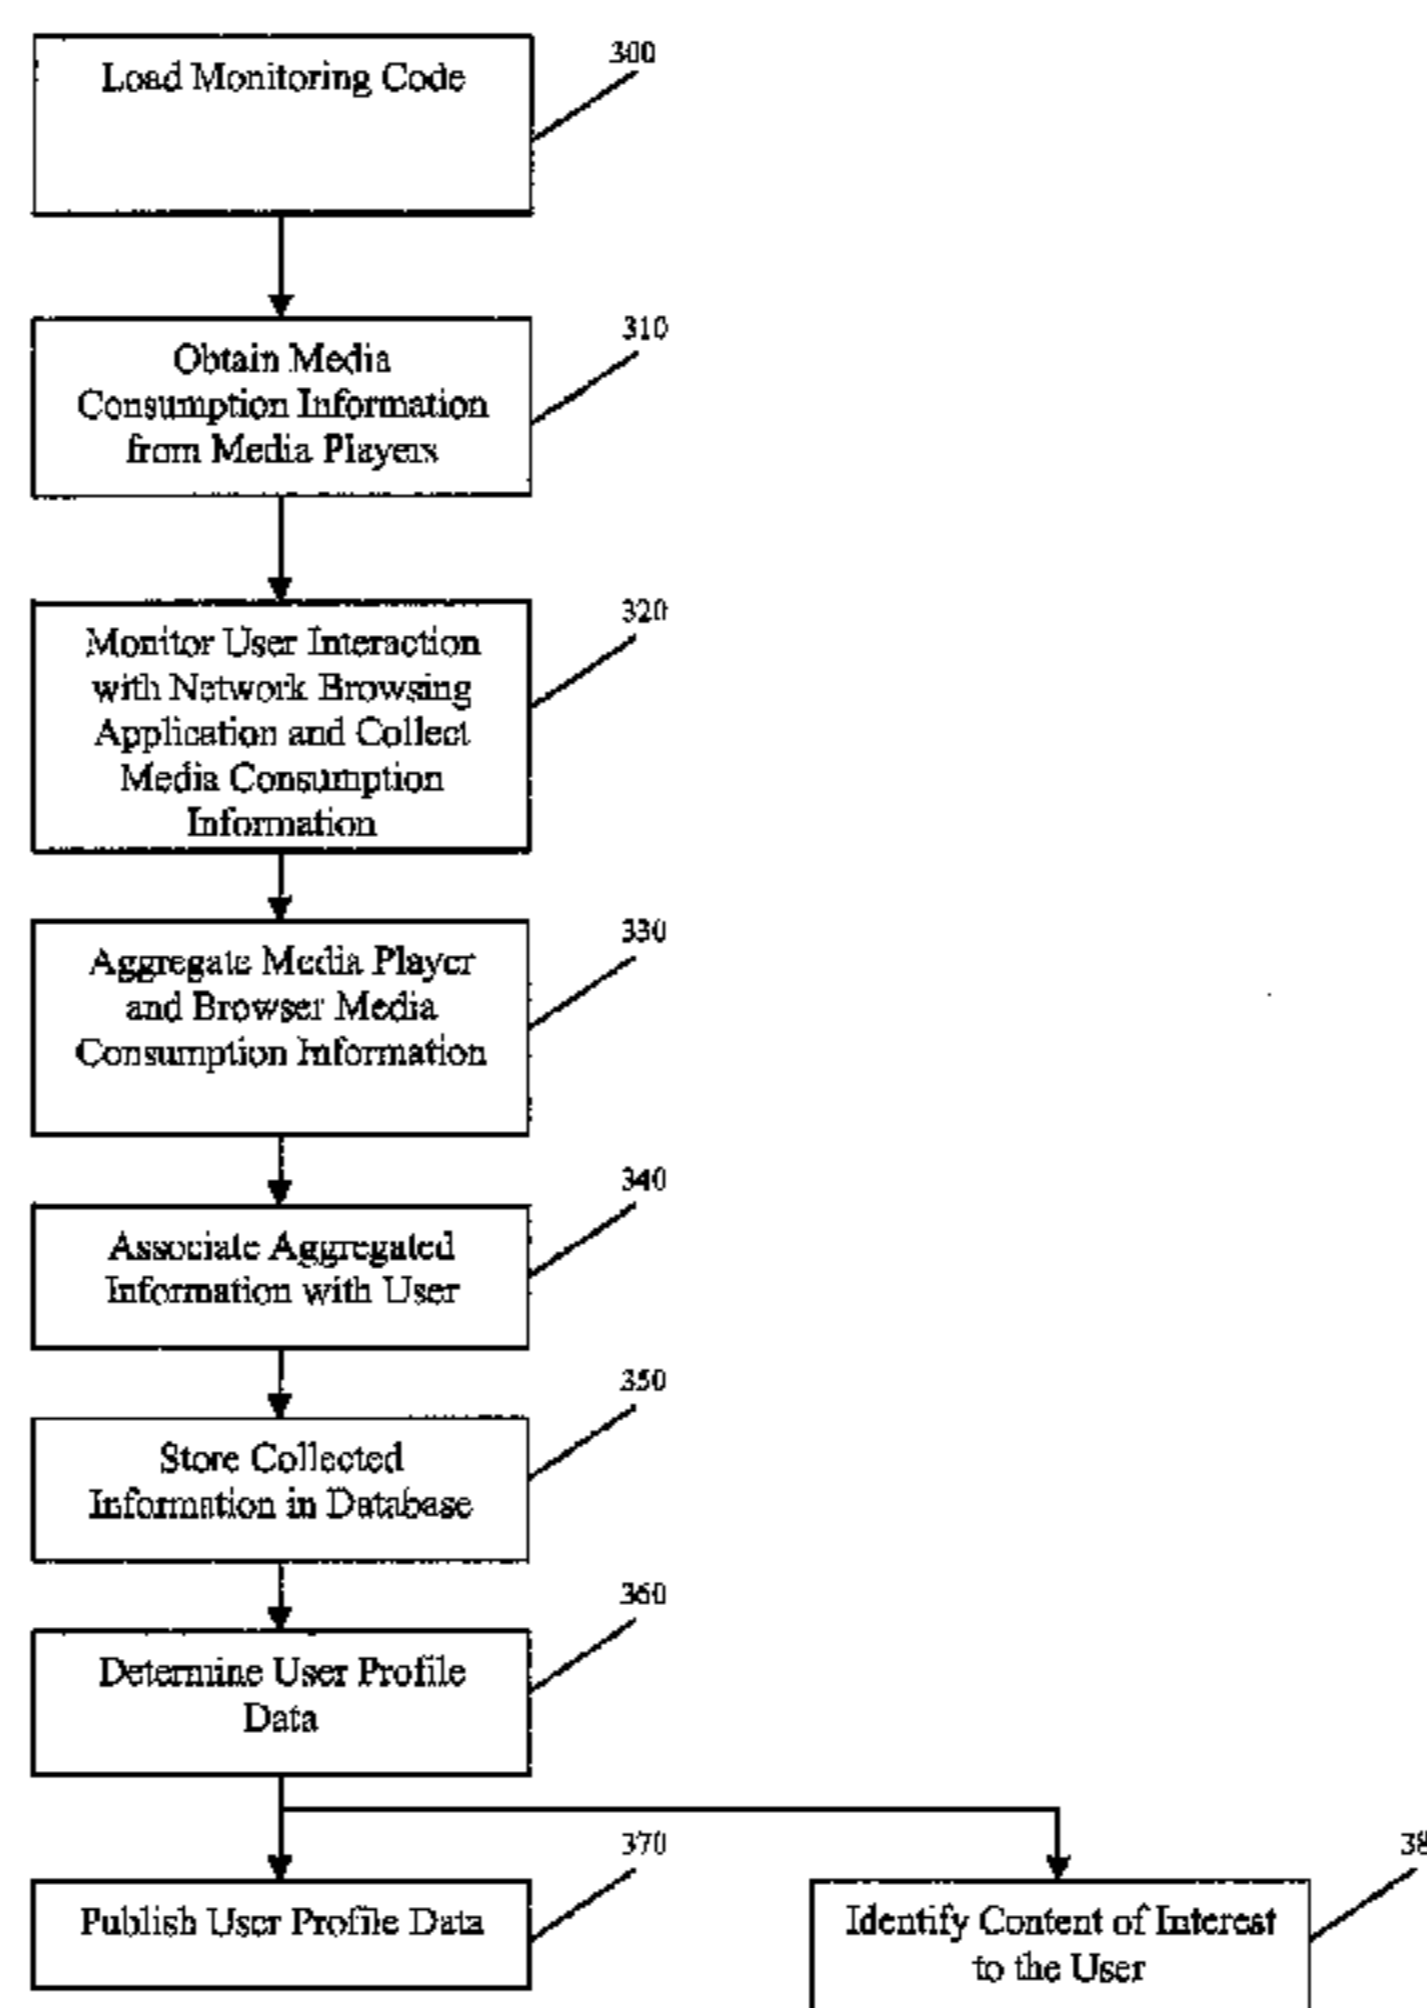 300
Load Monitoring Code
310
Obtain Media
Consumption Information
from Media Players
320
Monitor User Interaction
with Network Browsing
Application and Collect
Media Consumption
Information
330
Aggregate Media Player
and Browser Media
Consumption Information
340
Associate Aggregated
Information with User
350
Store Collected
Information in Database
360
Determine User Profile
Data
370
Publish User Profile Data
38
Identify Content of Interest
to the User